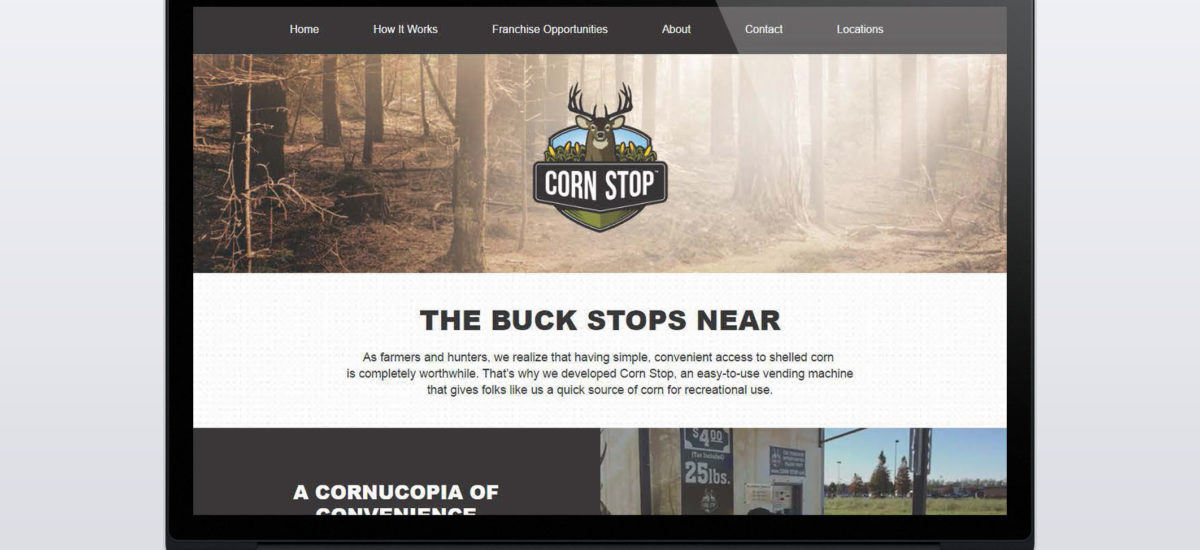 Home How It Works Franchise Opportunities About Contact Locations
CORN STOP™
THE BUCK STOPS NEAR
As farmers and hunters, we realize that having simple, convenient access to shelled corn
is completely worthwhile. That's why we developed Corn Stop, an easy-to-use vending machine
that gives folks like us a quick source of corn for recreational use.
A CORNUCOPIA OF
CONVENIENCE
$4.00
(Tax Included)
25lbs.